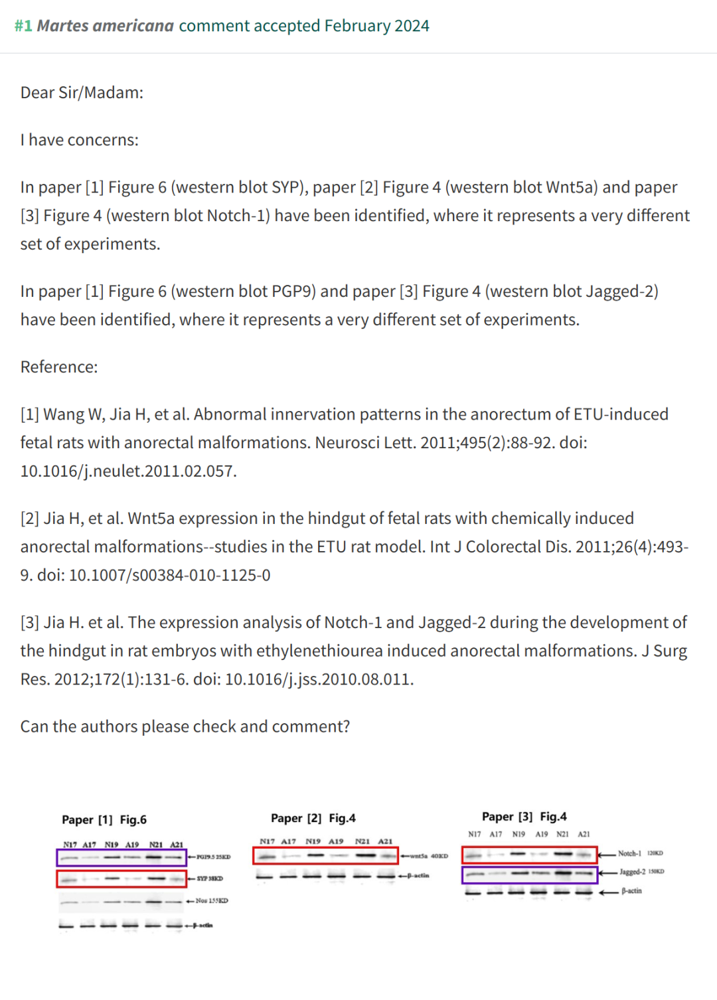 #1 Martes americana comment accepted February 2024
Dear Sir/Madam:
I have concerns:
In paper [1] Figure 6 (western blot SYP), paper [2] Figure 4 (western blot Wnt5a) and paper
[3] Figure 4 (western blot Notch-1) have been identified, where it represents a very different
set of experiments.
In paper [1] Figure 6 (western blot PGP9) and paper [3] Figure 4 (western blot Jagged-2)
have been identified, where it represents a very different set of experiments.
Reference:
[1] Wang W, Jia H, et al. Abnormal innervation patterns in the anorectum of ETU-induced
fetal rats with anorectal malformations. Neurosci Lett. 2011;495(2):88-92. doi:
10.1016/j.neulet.2011.02.057.
[2] Jia H, et al. Wnt5a expression in the hindgut of fetal rats with chemically induced
anorectal malformations--studies in the ETU rat model. Int J Colorectal Dis. 2011;26(4):493-
9. doi: 10.1007/s00384-010-1125-0
[3] Jia H. et al. The expression analysis of Notch-1 and Jagged-2 during the development of
the hindgut in rat embryos with ethylenethiourea induced anorectal malformations. J Surg
Res. 2012;172(1):131-6. doi: 10.1016/j.jss.2010.08.011.
Can the authors please check and comment?
Paper [1] Fig.6
N17 A17 N19 A19 N21 A21
←PGP9.5 25KD
←SYP 38KD
←Nos 155KD
←β-actin
Paper [2] Fig.4
N17 A17 N19 A19 N21 A21
←wnt5a 40KD
←β-actin
Paper [3] Fig.4
N17 A17 N19 A19 N21 A21
← Notch-1 120KD
← Jagged-2 150KD
← β-actin